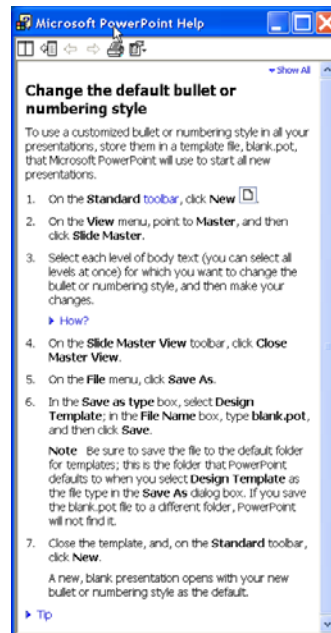 Microsoft PowerPoint Help
Show All
Change the default bullet or
numbering style
To use a customized bullet or numbering style in all your
presentations, store them in a template file, blank.pot,
that Microsoft PowerPoint will use to start all new
presentations.
1. On the Standard toolbar, click New
2. On the View menu, point to Master, and then
click Slide Master.
3. Select each level of body text (you can select all
levels at once) for which you want to change the
bullet or numbering style, and then make your
changes.
How?
4. On the Slide Master View toolbar, click Close
Master View.
5. On the File menu, click Save As.
6. In the Save as type box, select Design
Template; in the File Name box, type blank.pot,
and then click Save.
Note Be sure to save the file to the default folder
for templates; this is the folder that PowerPoint
defaults to when you select Design Template as
the file type in the Save As dialog box. If you save
the blank.pot file to a different folder, PowerPoint
will not find it.
7. Close the template, and, on the Standard toolbar,
click New.
A new, blank presentation opens with your new
bullet or numbering style as the default.
Tip